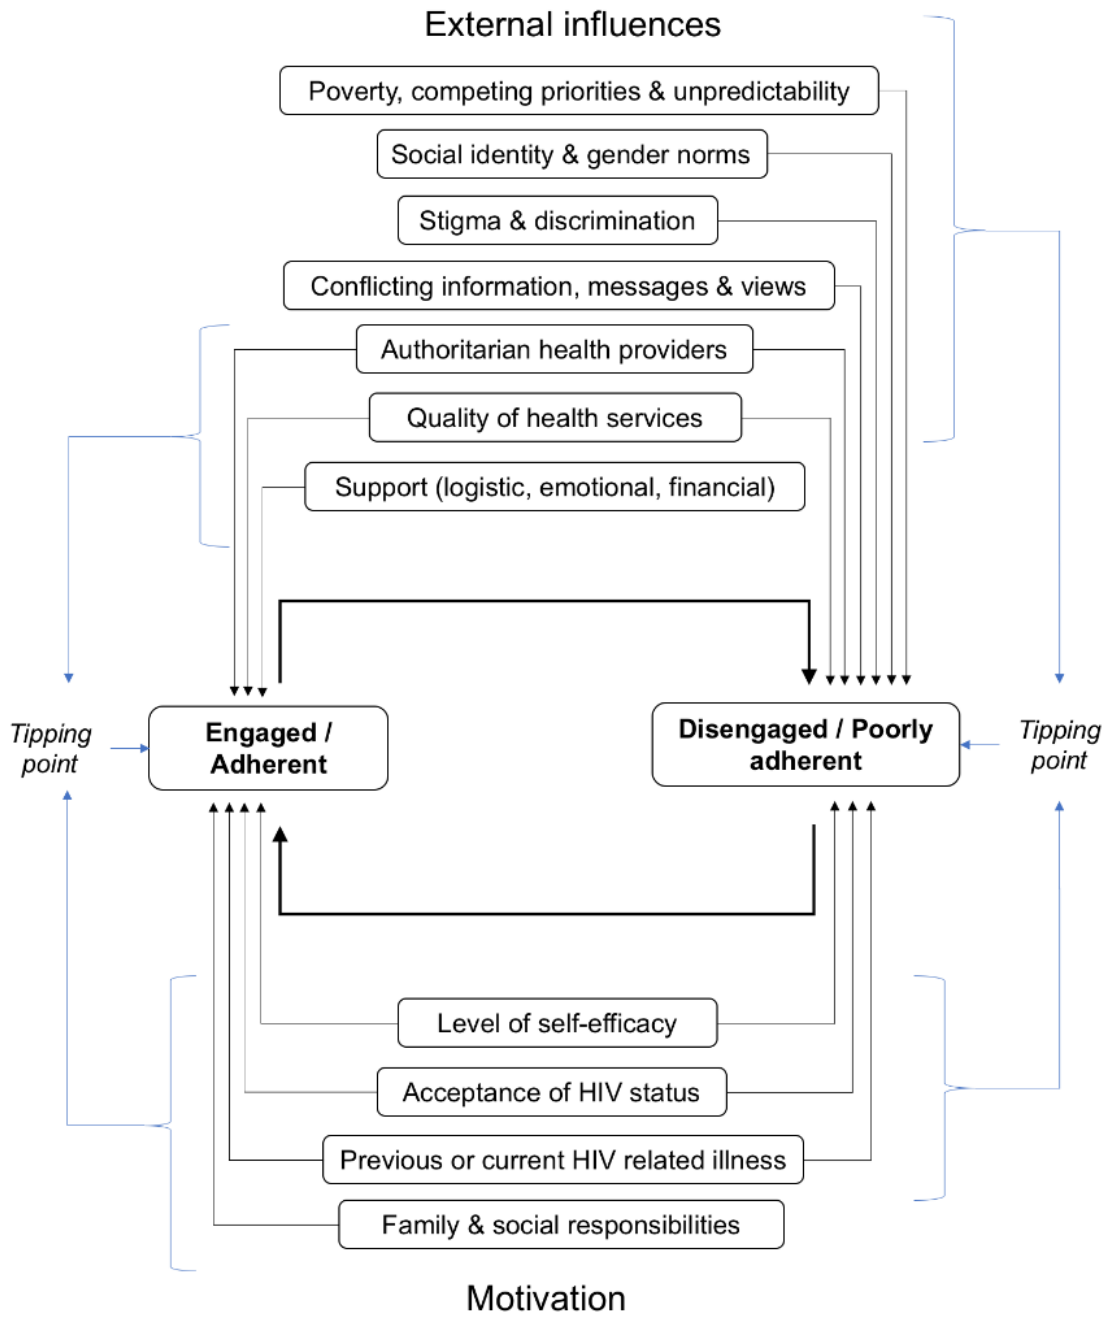 External influences
Poverty, competing priorities & unpredictability
Social identity & gender norms
Stigma & discrimination
Conflicting information, messages & views
Authoritarian health providers
Quality of health services
Support (logistic, emotional, financial)
Tipping
point
Engaged /
Adherent
Disengaged / Poorly
adherent
Tipping
point
Level of self-efficacy
Acceptance of HIV status
Previous or current HIV related illness
Family & social responsibilities
Motivation